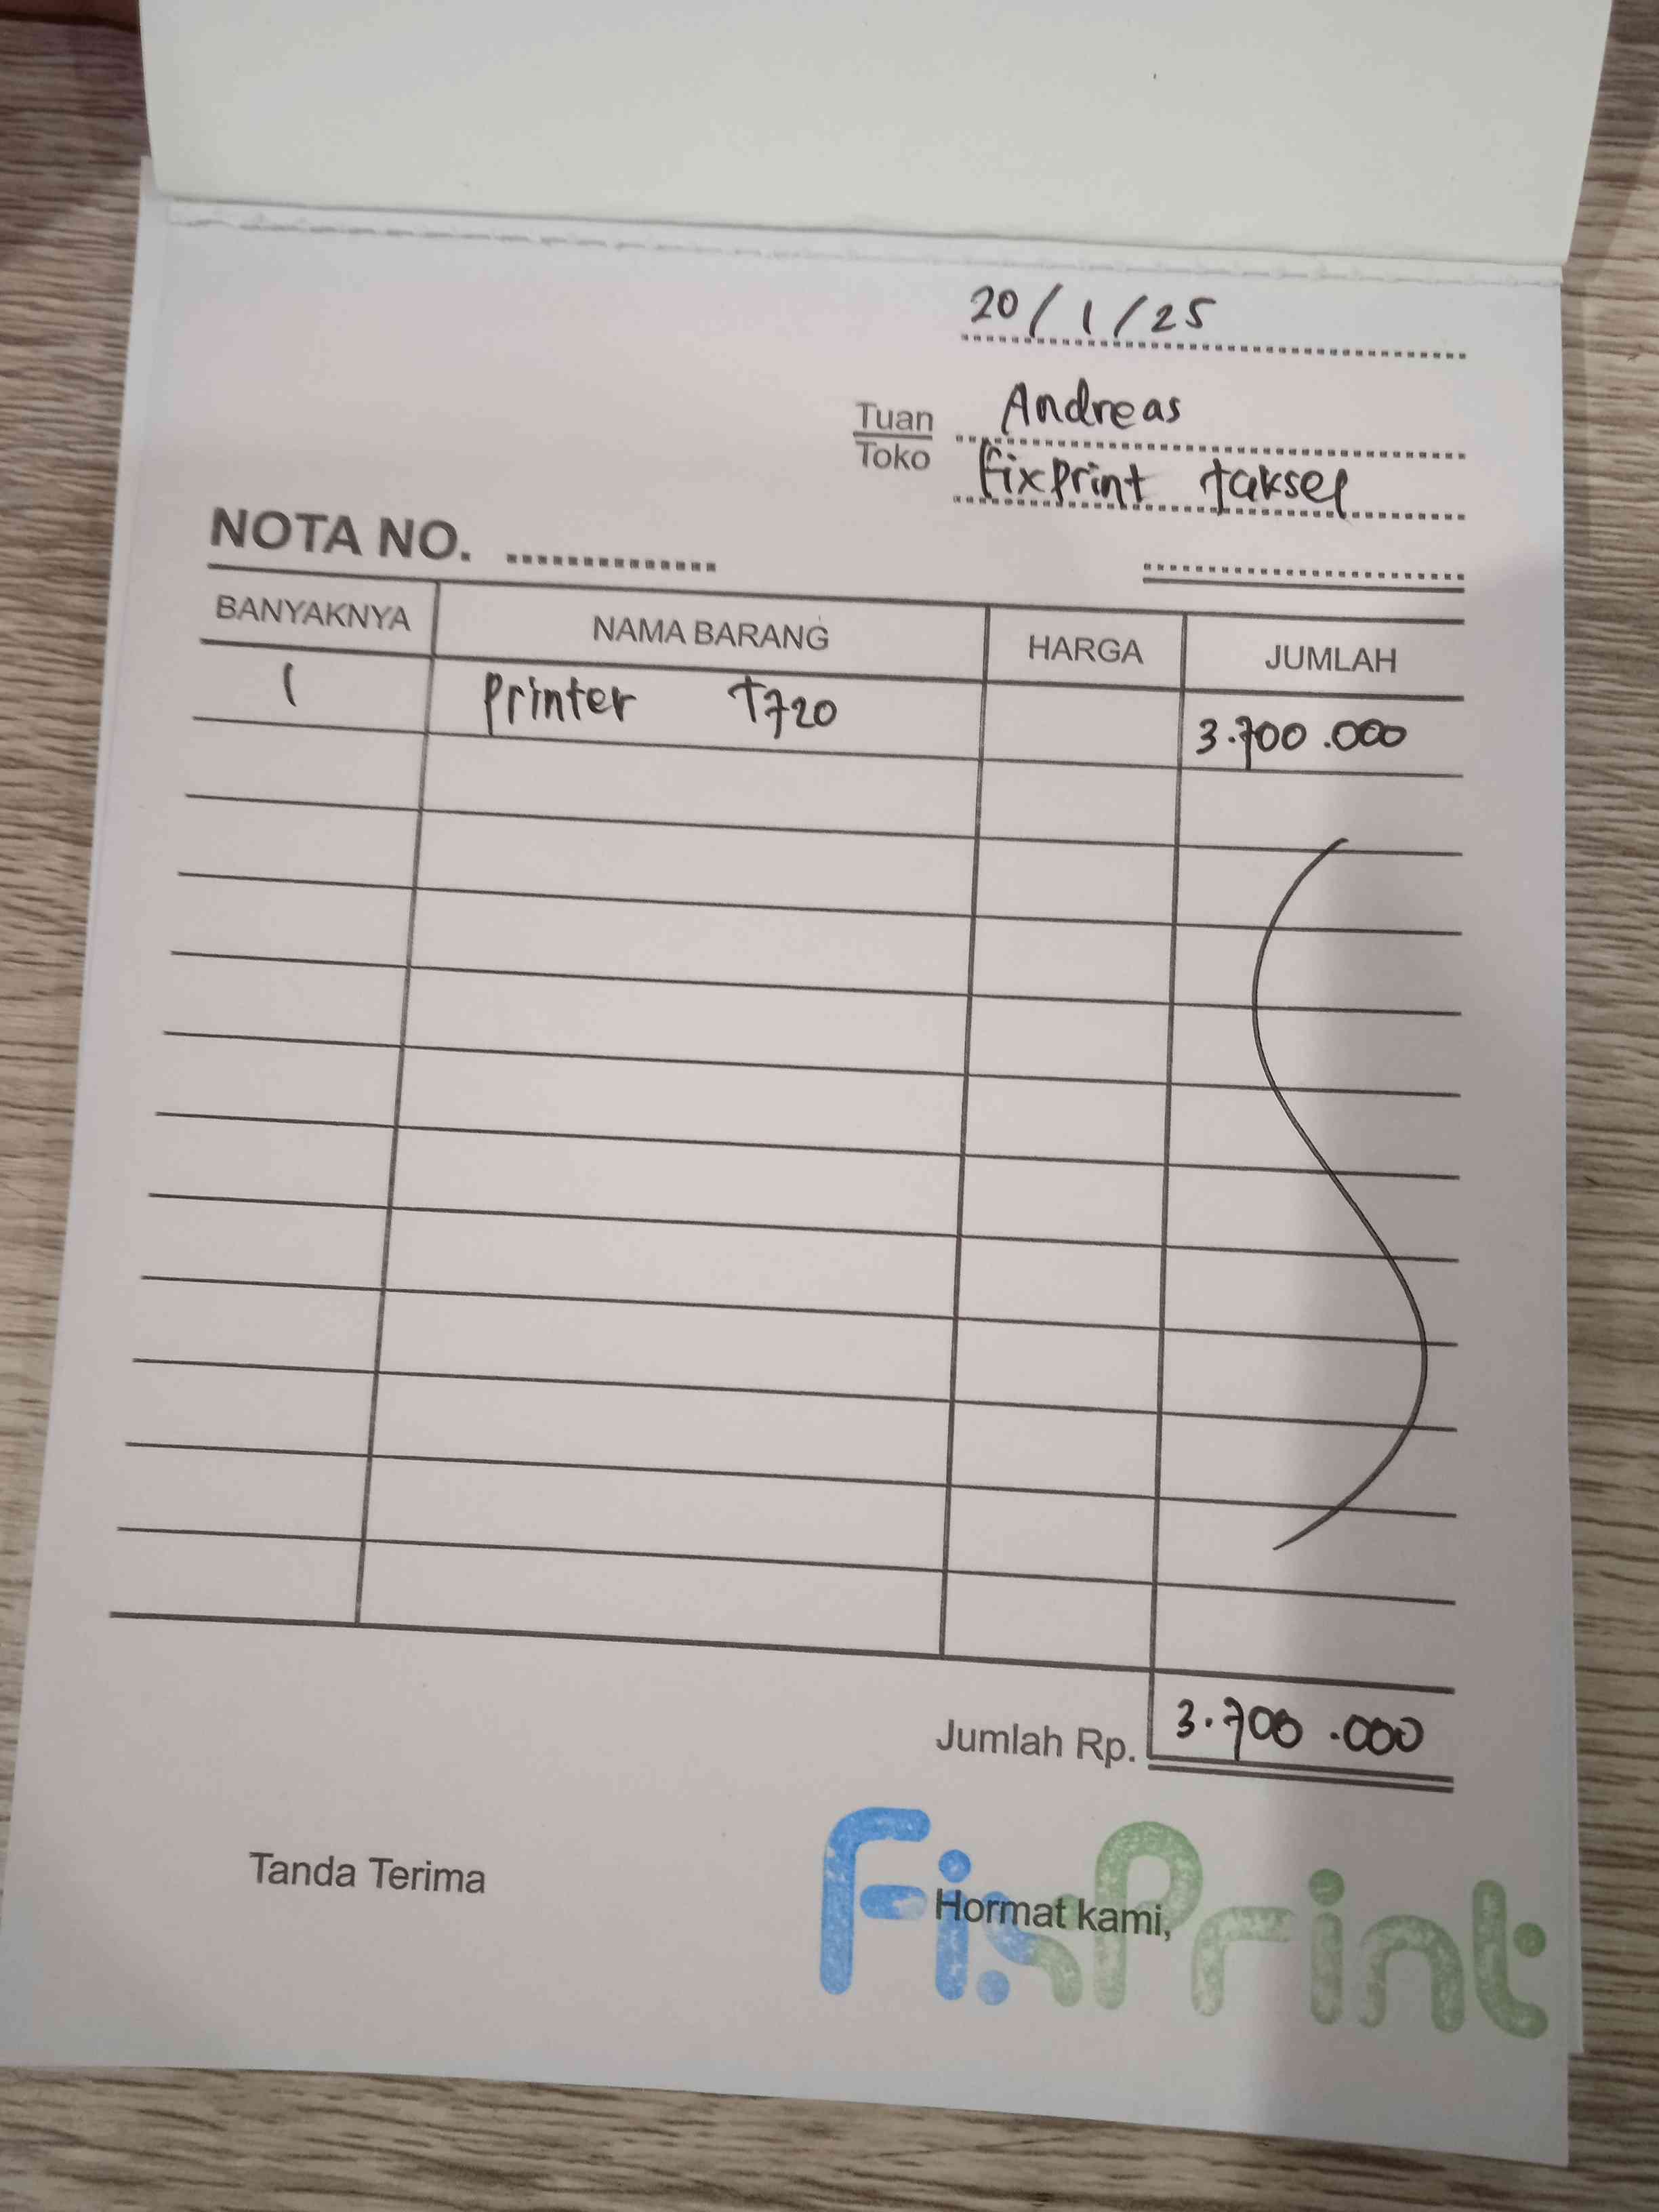 20/1/25
Tuan Andreas
Toko Fixprint Jaksel
NOTA NO. ..............
BANYAKNYA NAMA BARANG HARGA JUMLAH
1 Printer T720 3.700.000
Jumlah Rp. 3.700.000
Tanda Terima Hormat kami,
FixPrint